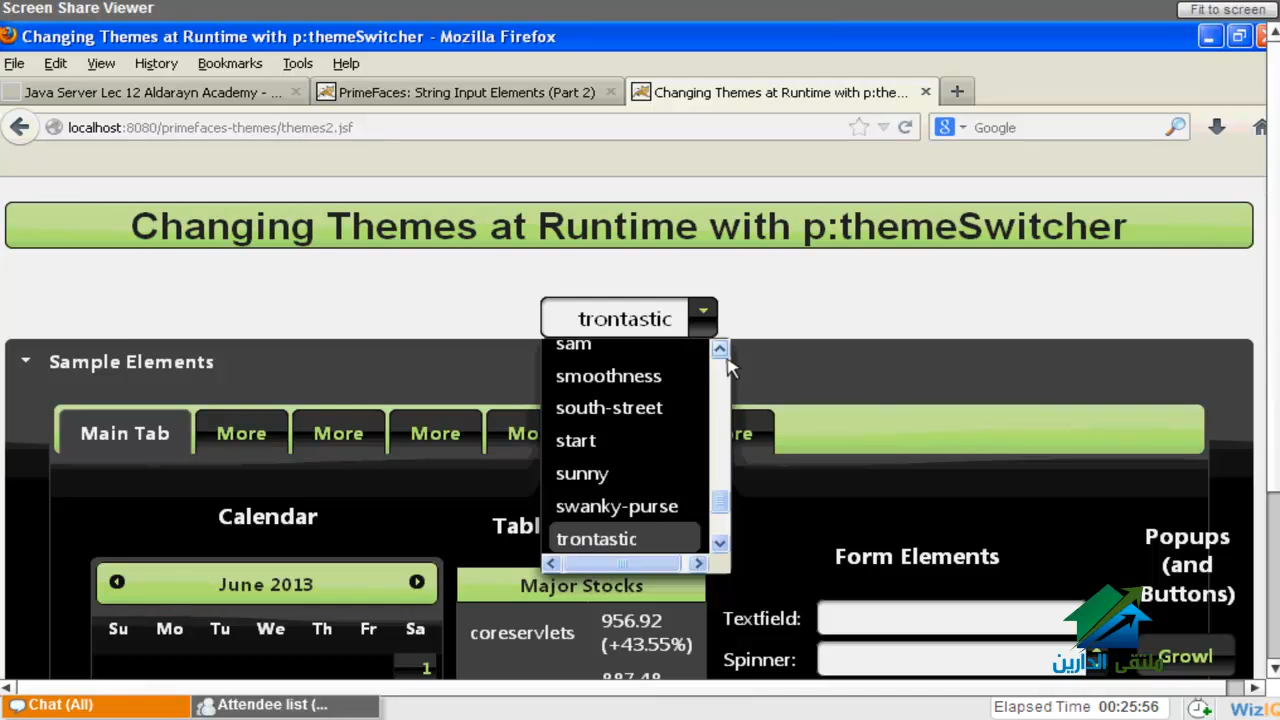 Screen Share Viewer
Fit to screen
Changing Themes at Runtime with p:themeSwitcher - Mozilla Firefox
File Edit View History Bookmarks Tools Help
Java Server Lec 12 Aldarayn Academy - ...
PrimeFaces: String Input Elements (Part 2)
Changing Themes at Runtime with p:the...
localhost:8080/primefaces-themes/themes2.jsf
Google
Changing Themes at Runtime with p:themeSwitcher
trontastic
Sample Elements
sam
smoothness
south-street
start
sunny
swanky-purse
trontastic
Main Tab More More More
Calendar
June 2013
Su Mo Tu We Th Fr Sa
1
Major Stocks
coreservlets
956.92
(+43.55%)
Form Elements
Textfield:
Spinner:
Popups
(and
Buttons)
Growl
ملتقى الدارين
Chat (All)
Attendee list (...
Elapsed Time 00:25:56